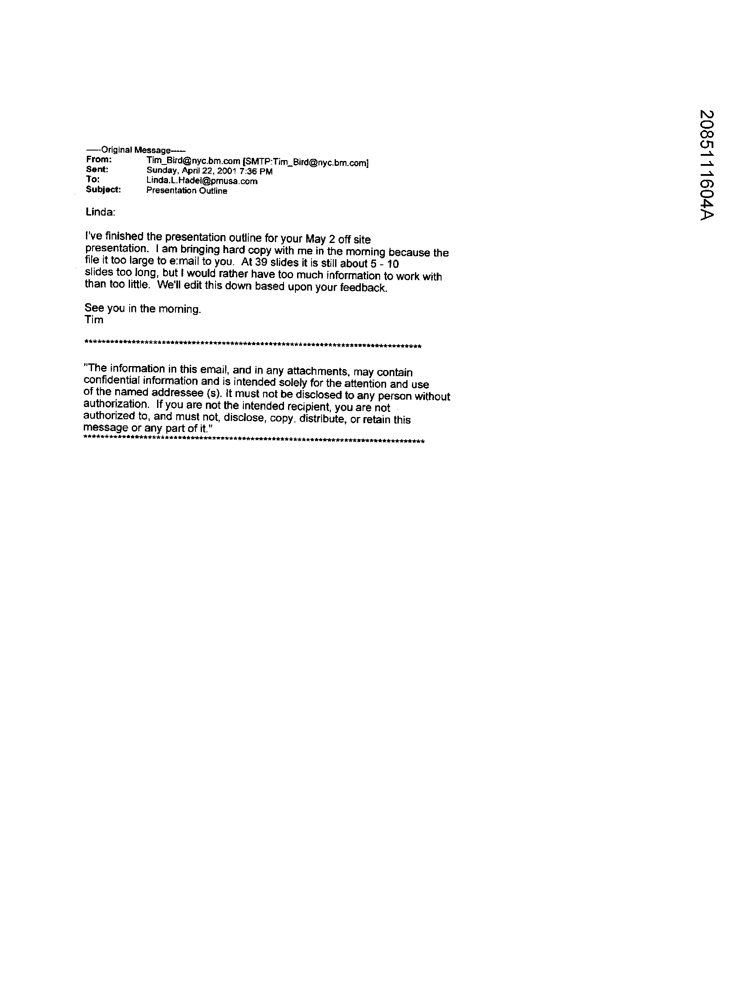 -----Original Message-----
From: Tim_Bird@nyc.bm.com [SMTP:Tim_Bird@nyc.bm.com]
Sent: Sunday, April 22, 2001 7:36 PM
To: Linda.L.Hadel@pmusa.com
Subject: Presentation Outline
Linda:
I've finished the presentation outline for your May 2 off site
presentation. I am bringing hard copy with me in the morning because the
file it too large to e:mail to you. At 39 slides it is still about 5 - 10
slides too long, but I would rather have too much information to work with
than too little. We'll edit this down based upon your feedback.
See you in the morning.
Tim
******************************************************************************
"The information in this email, and in any attachments, may contain
confidential information and is intended solely for the attention and use
of the named addressee (s). It must not be disclosed to any person without
authorization. If you are not the intended recipient, you are not
authorized to, and must not, disclose, copy, distribute, or retain this
message or any part of it."
******************************************************************************
2085111604A